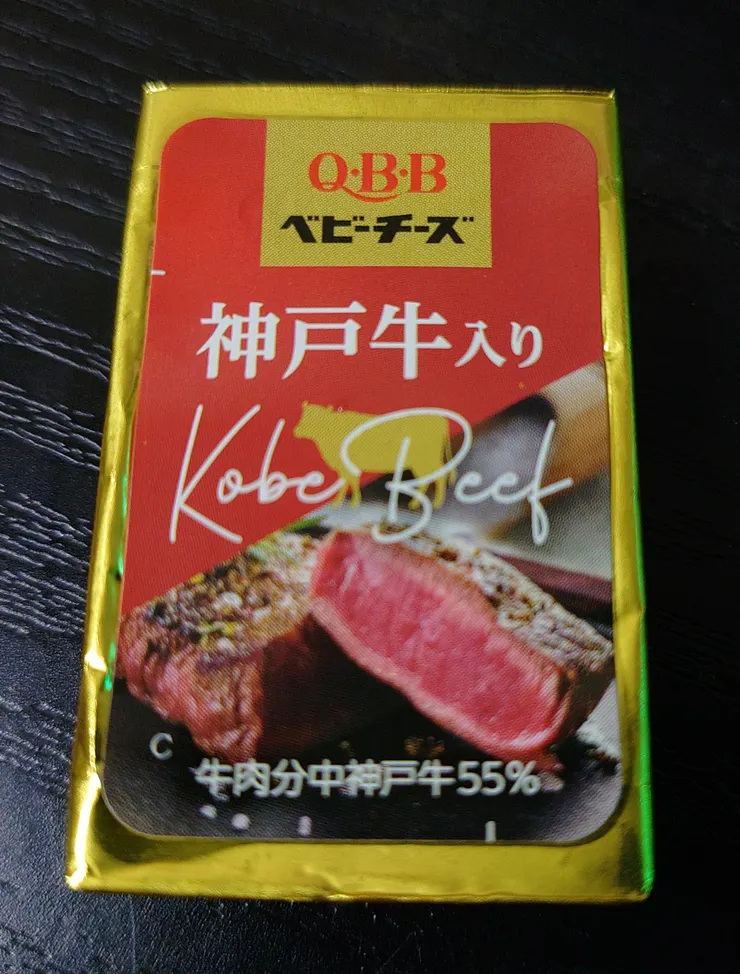 Q·B·B
ベビーチーズ
神戸牛入り
Kobe Beef
C
牛肉分中神戸牛55%